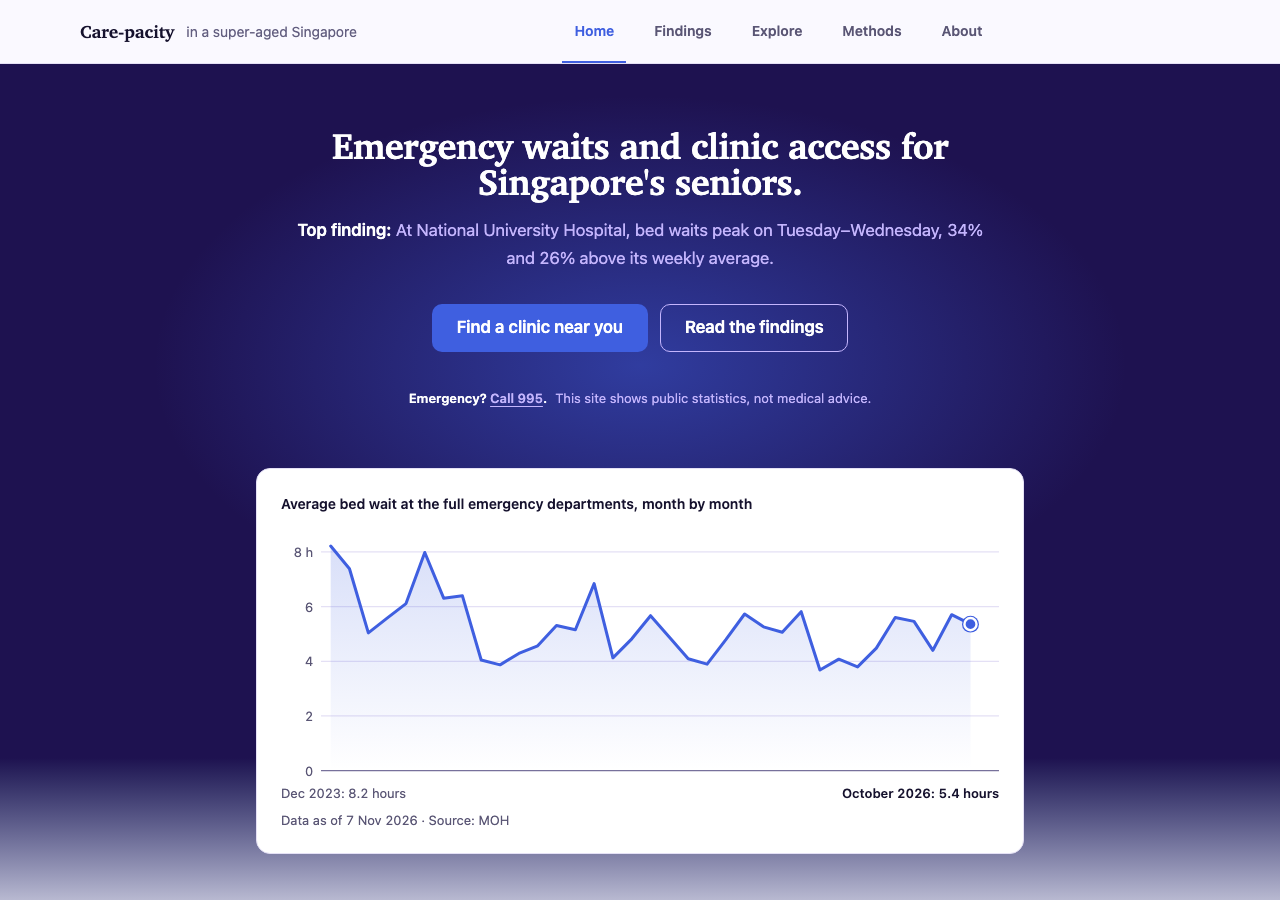 Care-pacity in a super-aged Singapore
Home Findings Explore Methods About
Emergency waits and clinic access for
Singapore's seniors.
Top finding: At National University Hospital, bed waits peak on Tuesday–Wednesday, 34%
and 26% above its weekly average.
Find a clinic near you
Read the findings
Emergency? Call 995. This site shows public statistics, not medical advice.
Average bed wait at the full emergency departments, month by month
8 h
6
4
2
0
Dec 2023: 8.2 hours
October 2026: 5.4 hours
Data as of 7 Nov 2026 · Source: MOH